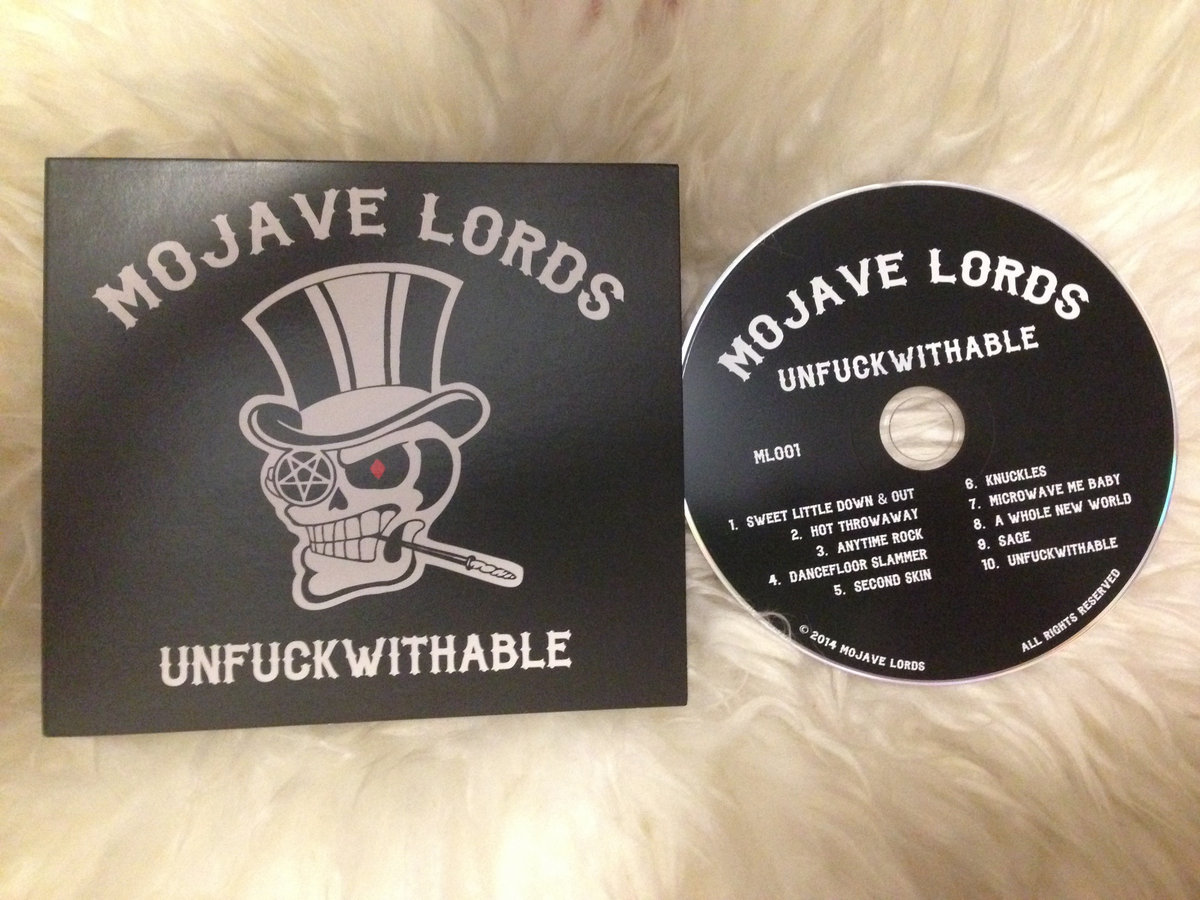 MOJAVE LORDS
UNFUCKWITHABLE
MOJAVE LORDS
UNFUCKWITHABLE
ML001
1. SWEET LITTLE DOWN & OUT
2. HOT THROWAWAY
3. ANYTIME ROCK
4. DANCEFLOOR SLAMMER
5. SECOND SKIN
6. KNUCKLES
7. MICROWAVE ME BABY
8. A WHOLE NEW WORLD
9. SAGE
10. UNFUCKWITHABLE
© 2014 MOJAVE LORDS
ALL RIGHTS RESERVED